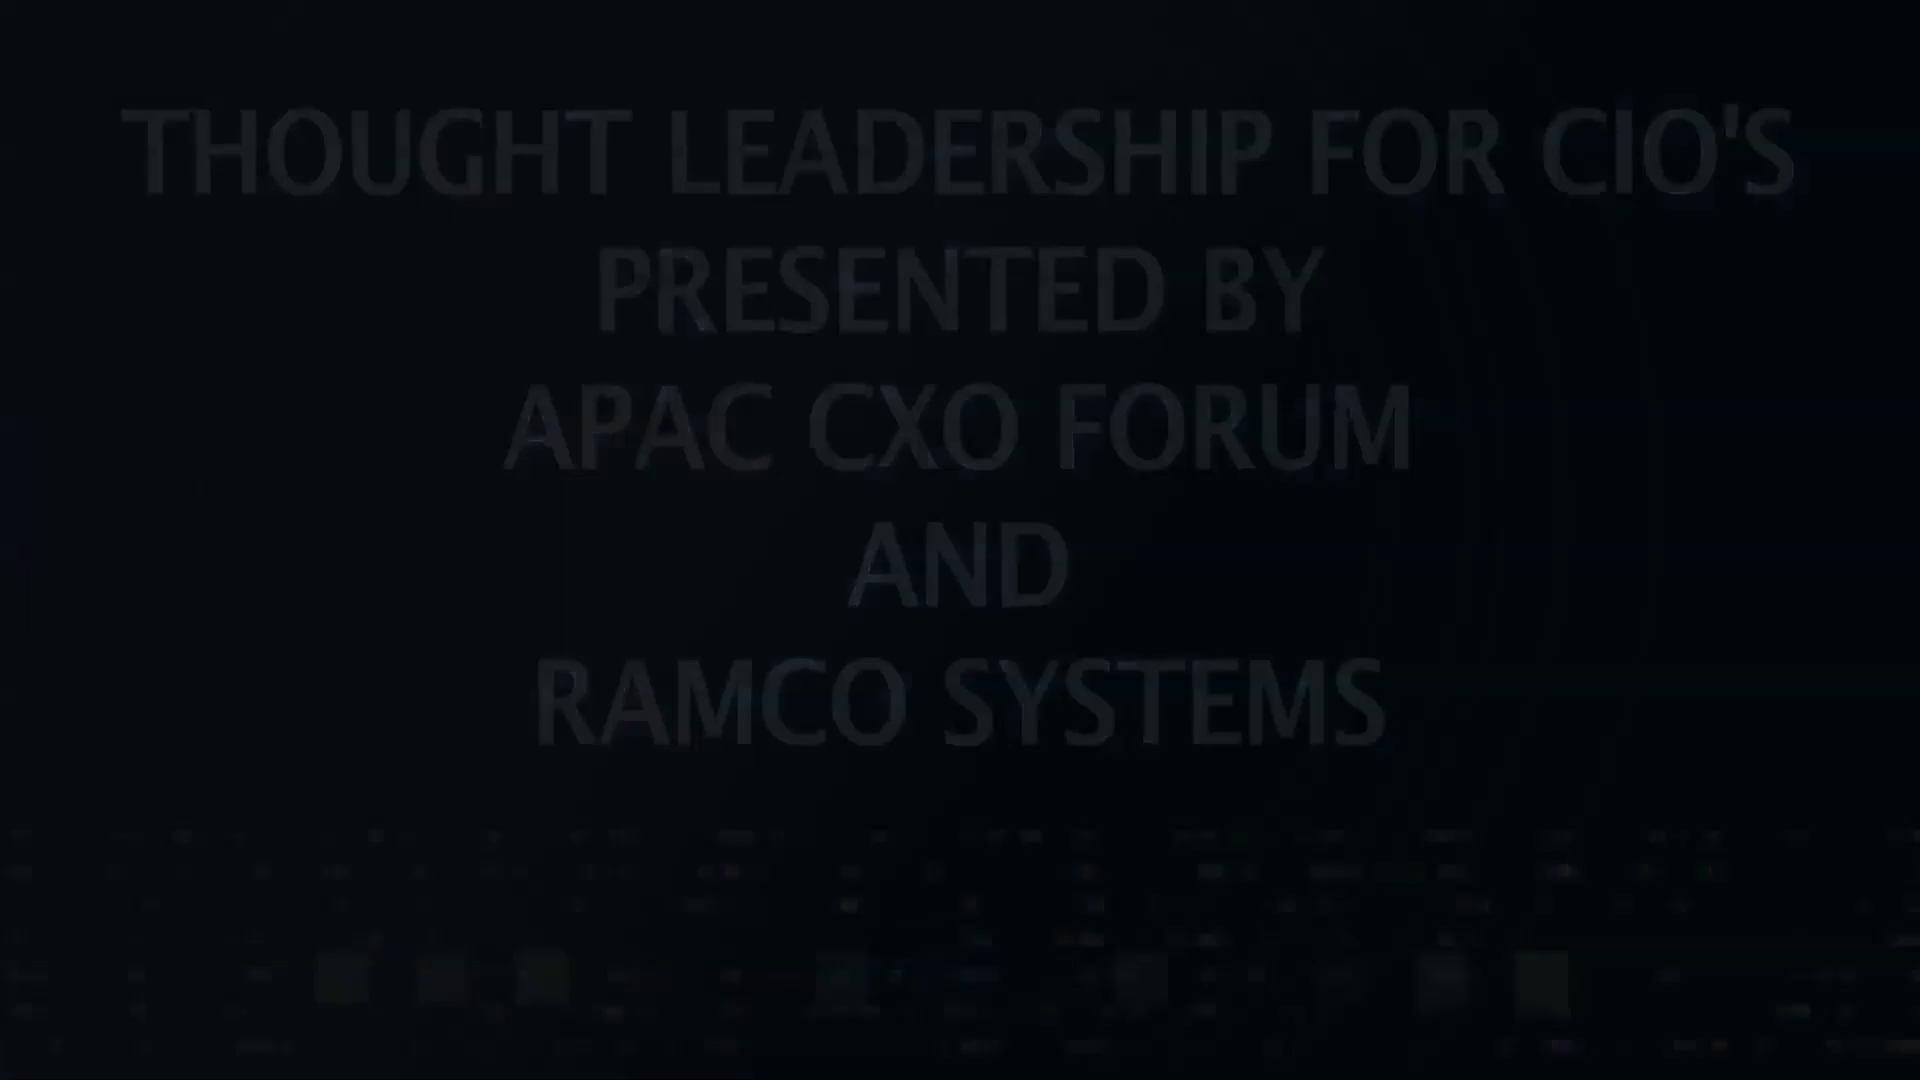 THOUGHT LEADERSHIP FOR CIO'S
PRESENTED BY
APAC CXO FORUM
AND
RAMCO SYSTEMS